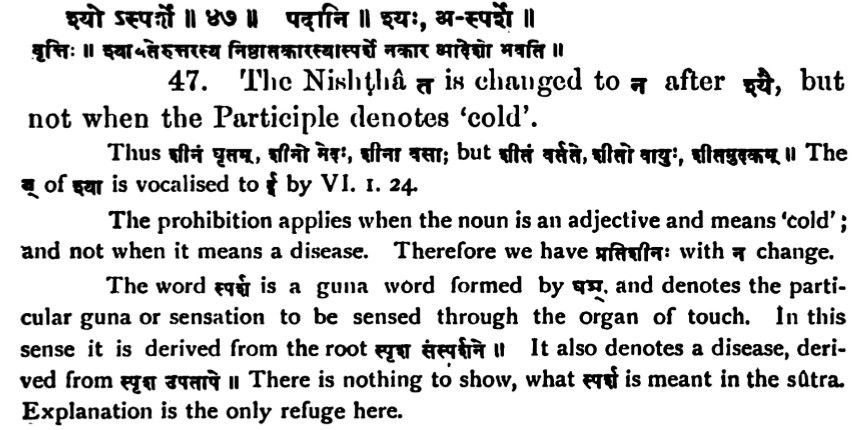 श्यो ऽस्पर्शे ॥ ४७ ॥ पदानि ॥ श्यः, अ-स्पर्शे ॥
वृत्तिः ॥ श्यायतेरुत्तरस्य निष्ठातकारस्यास्पर्शे नकार आदेशो भवति ॥
47. The Nishṭhâ त is changed to न after श्यै, but
not when the Participle denotes ‘cold’.
Thus शीनं घृतम्, शीनो मेदः, शीना वसा; but शीतं वर्तते, शीतो वायुः, शीतमुदकम् ॥ The
य् of श्या is vocalised to ई by VI. 1. 24.
The prohibition applies when the noun is an adjective and means ‘cold’;
and not when it means a disease. Therefore we have प्रतिशीनः with न change.
The word स्पर्श is a guna word formed by घञ्, and denotes the parti-
cular guna or sensation to be sensed through the organ of touch. In this
sense it is derived from the root स्पृश संस्पर्शने ॥ It also denotes a disease, deri-
ved from स्पृश उपतापे ॥ There is nothing to show, what स्पर्श is meant in the sûtra.
Explanation is the only refuge here.